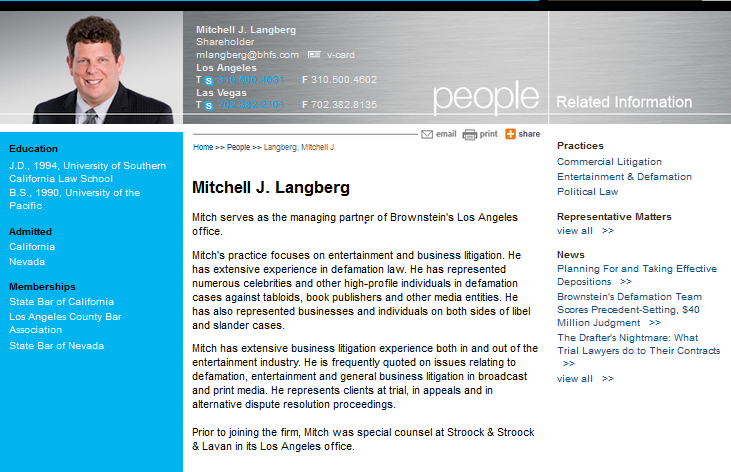 Mitchell J. Langberg
Shareholder
mlangberg@bhfs.com v-card
Los Angeles
T 310.500.4631 F 310.500.4602
Las Vegas
T F 702.382.8135
people
Related Information
email print share
Education
J.D., 1994, University of Southern
California Law School
B.S., 1990, University of the
Pacific
Admitted
California
Nevada
Memberships
State Bar of California
Los Angeles County Bar
Association
State Bar of Nevada
Home >> People >> Langberg, Mitchell J.
Mitchell J. Langberg
Mitch serves as the managing partner of Brownstein's Los Angeles
office.
Mitch's practice focuses on entertainment and business litigation. He
has extensive experience in defamation law. He has represented
numerous celebrities and other high-profile individuals in defamation
cases against tabloids, book publishers and other media entities. He
has also represented businesses and individuals on both sides of libel
and slander cases.
Mitch has extensive business litigation experience both in and out of the
entertainment industry. He is frequently quoted on issues relating to
defamation, entertainment and general business litigation in broadcast
and print media. He represents clients at trial, in appeals and in
alternative dispute resolution proceedings.
Prior to joining the firm, Mitch was special counsel at Stroock & Stroock
& Lavan in its Los Angeles office.
Practices
Commercial Litigation
Entertainment & Defamation
Political Law
Representative Matters
view all >>
News
Planning For and Taking Effective
Depositions >>
Brownstein's Defamation Team
Scores Precedent-Setting, $40
Million Judgment >>
The Drafter's Nightmare: What
Trial Lawyers do to Their Contracts
>>
view all >>